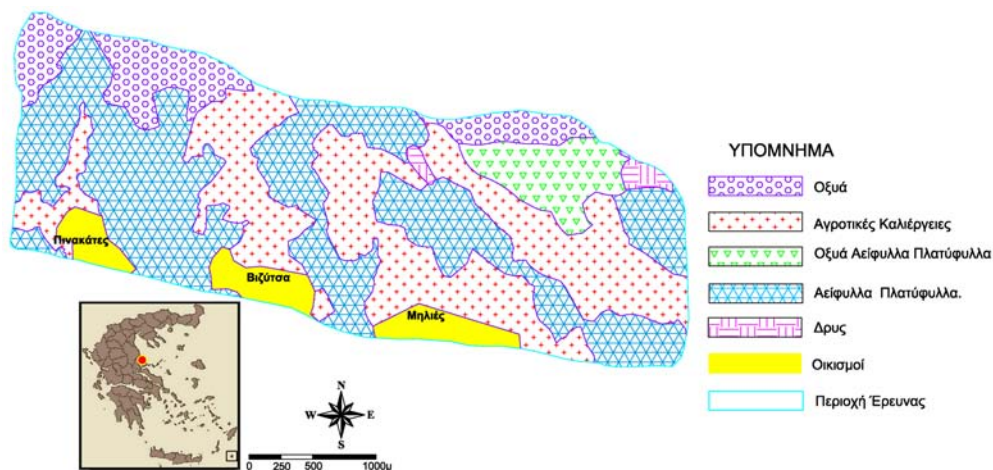 Πινακάτες
Βιζύτσα
Μηλιές
ΥΠΟΜΝΗΜΑ
Οξυά
Αγροτικές Καλιέργειες
Οξυά Αείφυλλα Πλατύφυλλα
Αείφυλλα Πλατύφυλλα.
Δρυς
Οικισμοί
Περιοχή Έρευνας
N
W E
S
0 250 500 1000μ